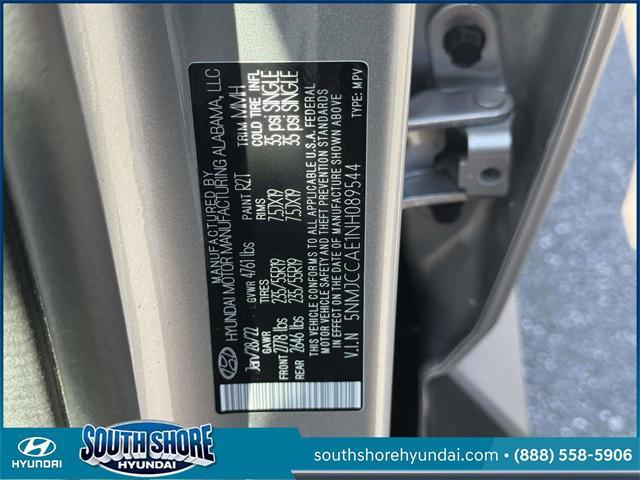 MANUFACTURED BY
HYUNDAI MOTOR MANUFACTURING ALABAMA, LLC
Jan/28/22 GVWR 4761 lbs PAINT R2T TRIM MMH
GAWR TIRES RIMS COLD TIRE INFL
FRONT 2778 lbs 235/55R19 7.5JX19 35 psi SINGLE
REAR 2646 lbs 235/55R19 7.5JX19 35 psi SINGLE
THIS VEHICLE CONFORMS TO ALL APPLICABLE U.S.A. FEDERAL
MOTOR VEHICLE SAFETY AND THEFT PREVENTION STANDARDS
IN EFFECT ON THE DATE OF MANUFACTURE SHOWN ABOVE
V.I.N 5NMJCCAE1NH089544 TYPE: MPV
HYUNDAI
SOUTH SHORE
HYUNDAI
southshorehyundai.com • (888) 558-5906